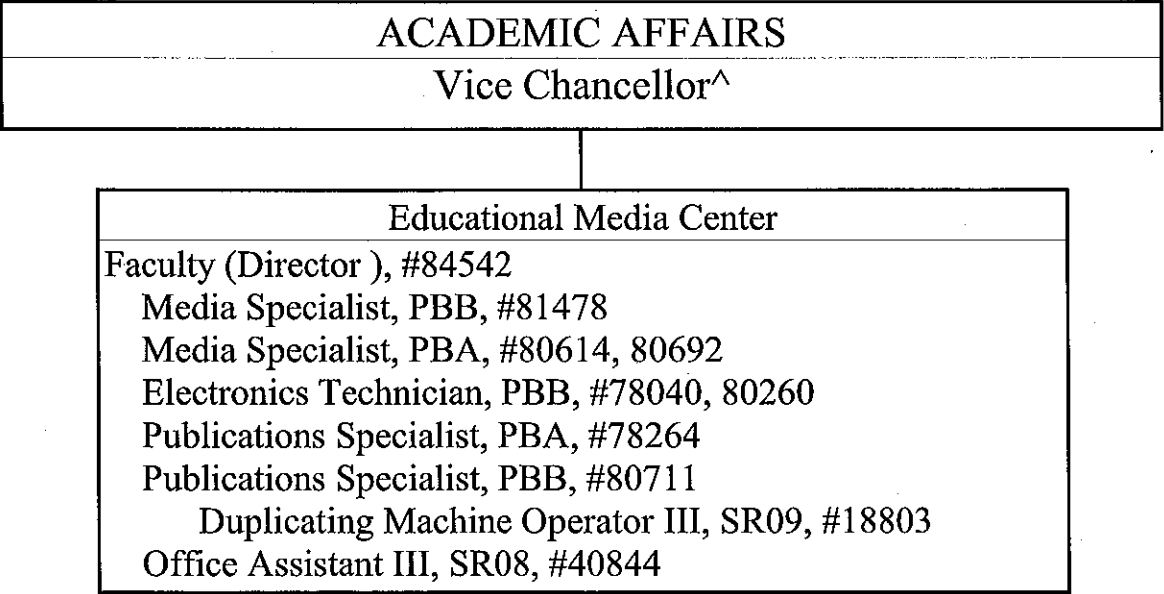 ACADEMIC AFFAIRS
Vice Chancellor^
Educational Media Center
Faculty (Director ), #84542
Media Specialist, PBB, #81478
Media Specialist, PBA, #80614, 80692
Electronics Technician, PBB, #78040, 80260
Publications Specialist, PBA, #78264
Publications Specialist, PBB, #80711
Duplicating Machine Operator III, SR09, #18803
Office Assistant III, SR08, #40844